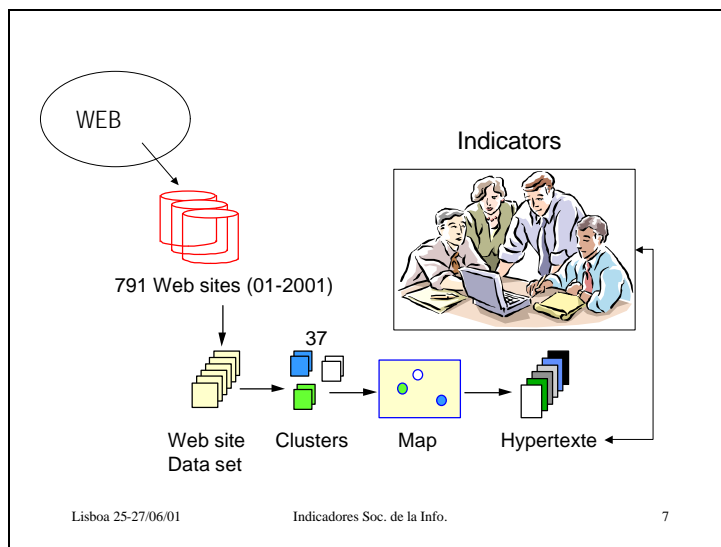 WEB
Indicators
791 Web sites (01-2001)
37
Web site
Data set
Clusters
Map
Hypertexte
Lisboa 25-27/06/01
Indicadores Soc. de la Info.
7